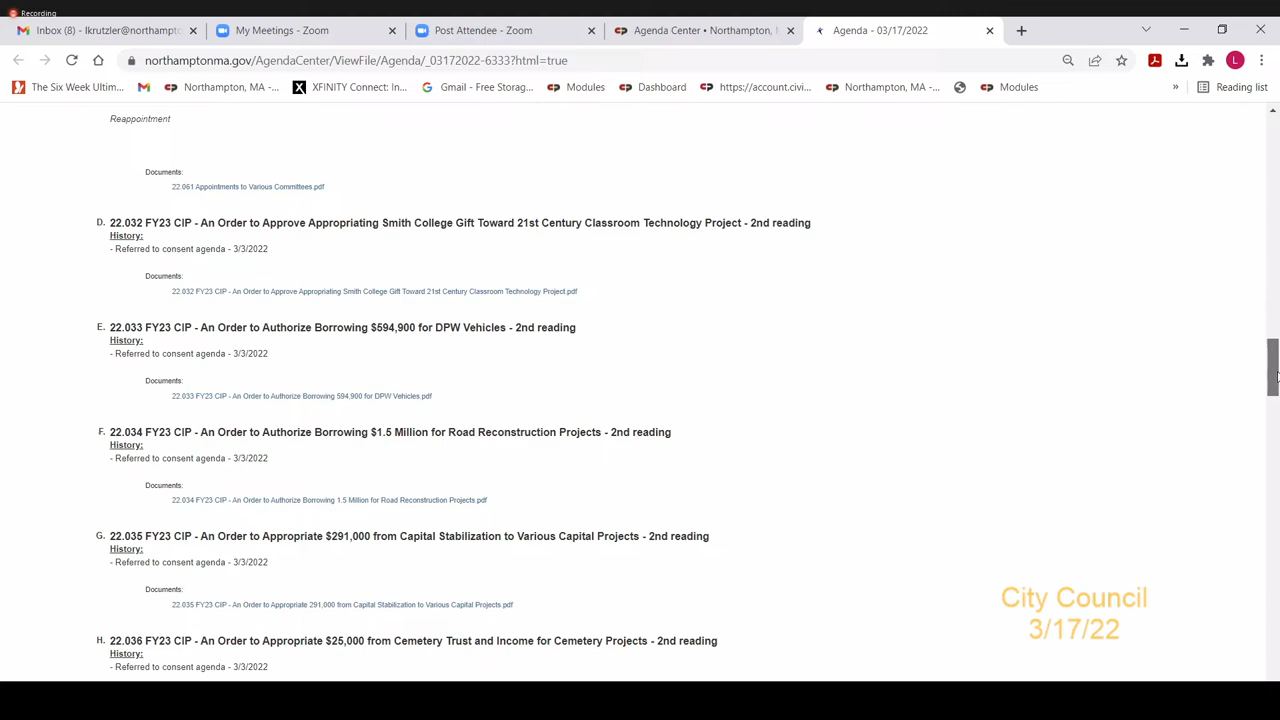 Recording
Inbox (8) - lkrutzler@northampto
My Meetings - Zoom
Post Attendee - Zoom
Agenda Center • Northampton, M
Agenda - 03/17/2022
northamptonma.gov/AgendaCenter/ViewFile/Agenda/_03172022-6333?html=true
The Six Week Ultim...
Northampton, MA -...
XFINITY Connect: In...
Gmail - Free Storag...
Modules
Dashboard
https://account.civi...
Northampton, MA -...
Modules
»
Reading list
Reappointment
Documents:
22.061 Appointments to Various Committees.pdf
D. 22.032 FY23 CIP - An Order to Approve Appropriating Smith College Gift Toward 21st Century Classroom Technology Project - 2nd reading
History:
- Referred to consent agenda - 3/3/2022
Documents:
22.032 FY23 CIP - An Order to Approve Appropriating Smith College Gift Toward 21st Century Classroom Technology Project.pdf
E. 22.033 FY23 CIP - An Order to Authorize Borrowing $594,900 for DPW Vehicles - 2nd reading
History:
- Referred to consent agenda - 3/3/2022
Documents:
22.033 FY23 CIP - An Order to Authorize Borrowing 594,900 for DPW Vehicles.pdf
F. 22.034 FY23 CIP - An Order to Authorize Borrowing $1.5 Million for Road Reconstruction Projects - 2nd reading
History:
- Referred to consent agenda - 3/3/2022
Documents:
22.034 FY23 CIP - An Order to Authorize Borrowing 1.5 Million for Road Reconstruction Projects.pdf
G. 22.035 FY23 CIP - An Order to Appropriate $291,000 from Capital Stabilization to Various Capital Projects - 2nd reading
History:
- Referred to consent agenda - 3/3/2022
Documents:
22.035 FY23 CIP - An Order to Appropriate 291,000 from Capital Stabilization to Various Capital Projects.pdf
City Council
3/17/22
H. 22.036 FY23 CIP - An Order to Appropriate $25,000 from Cemetery Trust and Income for Cemetery Projects - 2nd reading
History:
- Referred to consent agenda - 3/3/2022